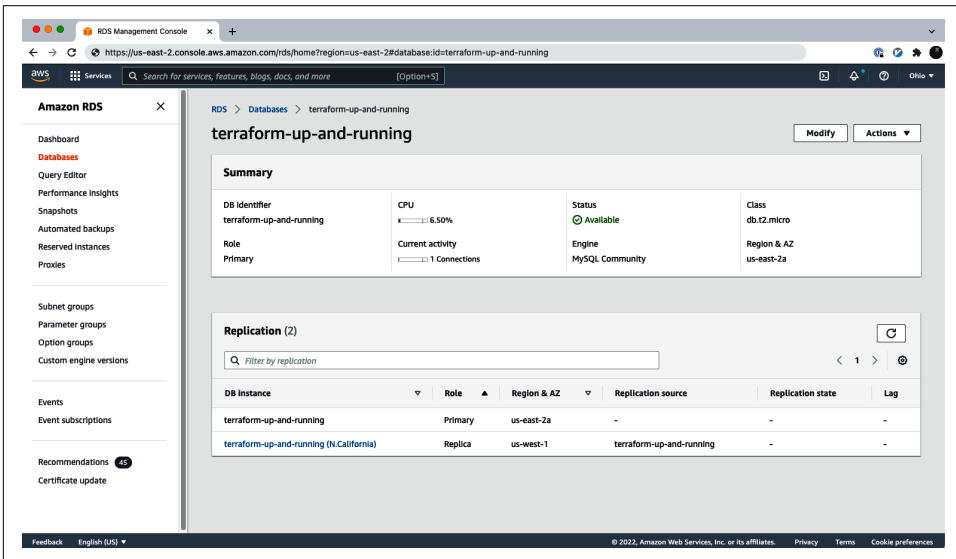 RDS Management Console
https://us-east-2.console.aws.amazon.com/rds/home?region=us-east-2#database:id=terraform-up-and-running
aws Services Search for services, features, blogs, docs, and more [Option+S] Ohio
Amazon RDS
Dashboard
Databases
Query Editor
Performance insights
Snapshots
Automated backups
Reserved instances
Proxies
Subnet groups
Parameter groups
Option groups
Custom engine versions
Events
Event subscriptions
Recommendations 45
Certificate update
RDS > Databases > terraform-up-and-running
terraform-up-and-running Modify Actions
Summary
DB identifier CPU Status Class
terraform-up-and-running 6.50% Available db.t2.micro
Role Current activity Engine Region & AZ
Primary 1 Connections MySQL Community us-east-2a
Replication (2)
Filter by replication < 1 >
DB instance Role Region & AZ Replication source Replication state Lag
terraform-up-and-running Primary us-east-2a - - -
terraform-up-and-running (N.California) Replica us-west-1 terraform-up-and-running - -
Feedback English (US) © 2022, Amazon Web Services, Inc. or its affiliates. Privacy Terms Cookie preferences